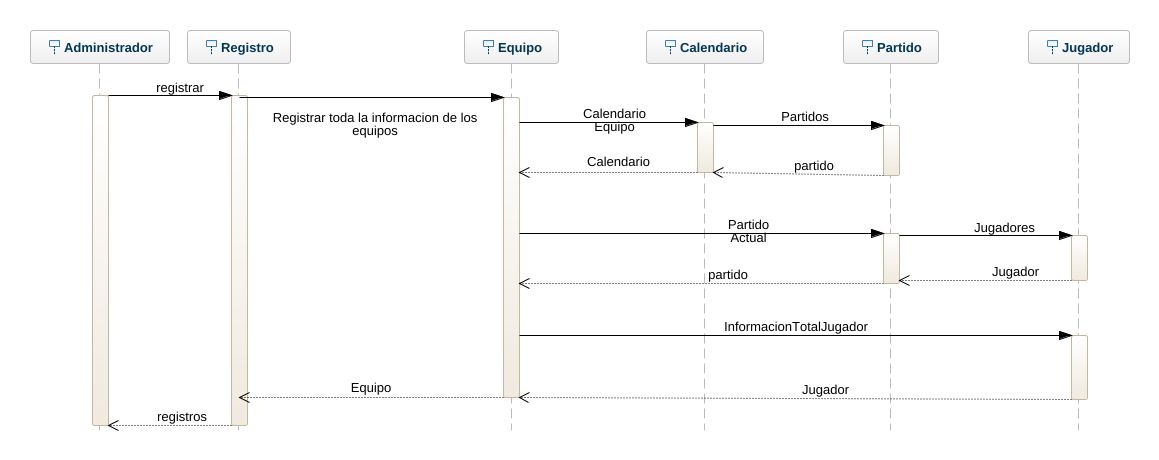 Administrador
Registro
Equipo
Calendario
Partido
Jugador
registrar
Registrar toda la informacion de los
equipos
Calendario
Equipo
Partidos
Calendario
partido
Partido
Actual
Jugadores
partido
Jugador
InformacionTotalJugador
Equipo
Jugador
registros